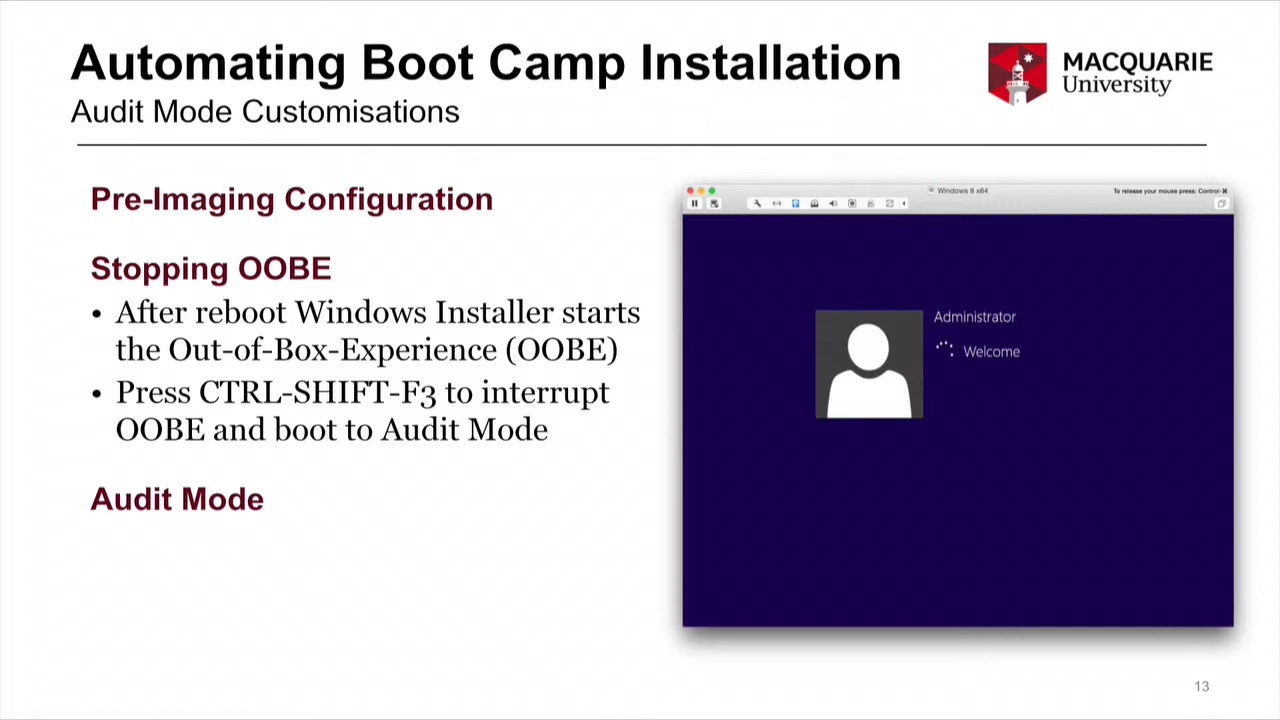 Automating Boot Camp Installation
Audit Mode Customisations
MACQUARIE
University
Pre-Imaging Configuration
Stopping OOBE
• After reboot Windows Installer starts
the Out-of-Box-Experience (OOBE)
• Press CTRL-SHIFT-F3 to interrupt
OOBE and boot to Audit Mode
Audit Mode
Windows 8 x64
To release your mouse press: Control-⌘
Administrator
Welcome
13